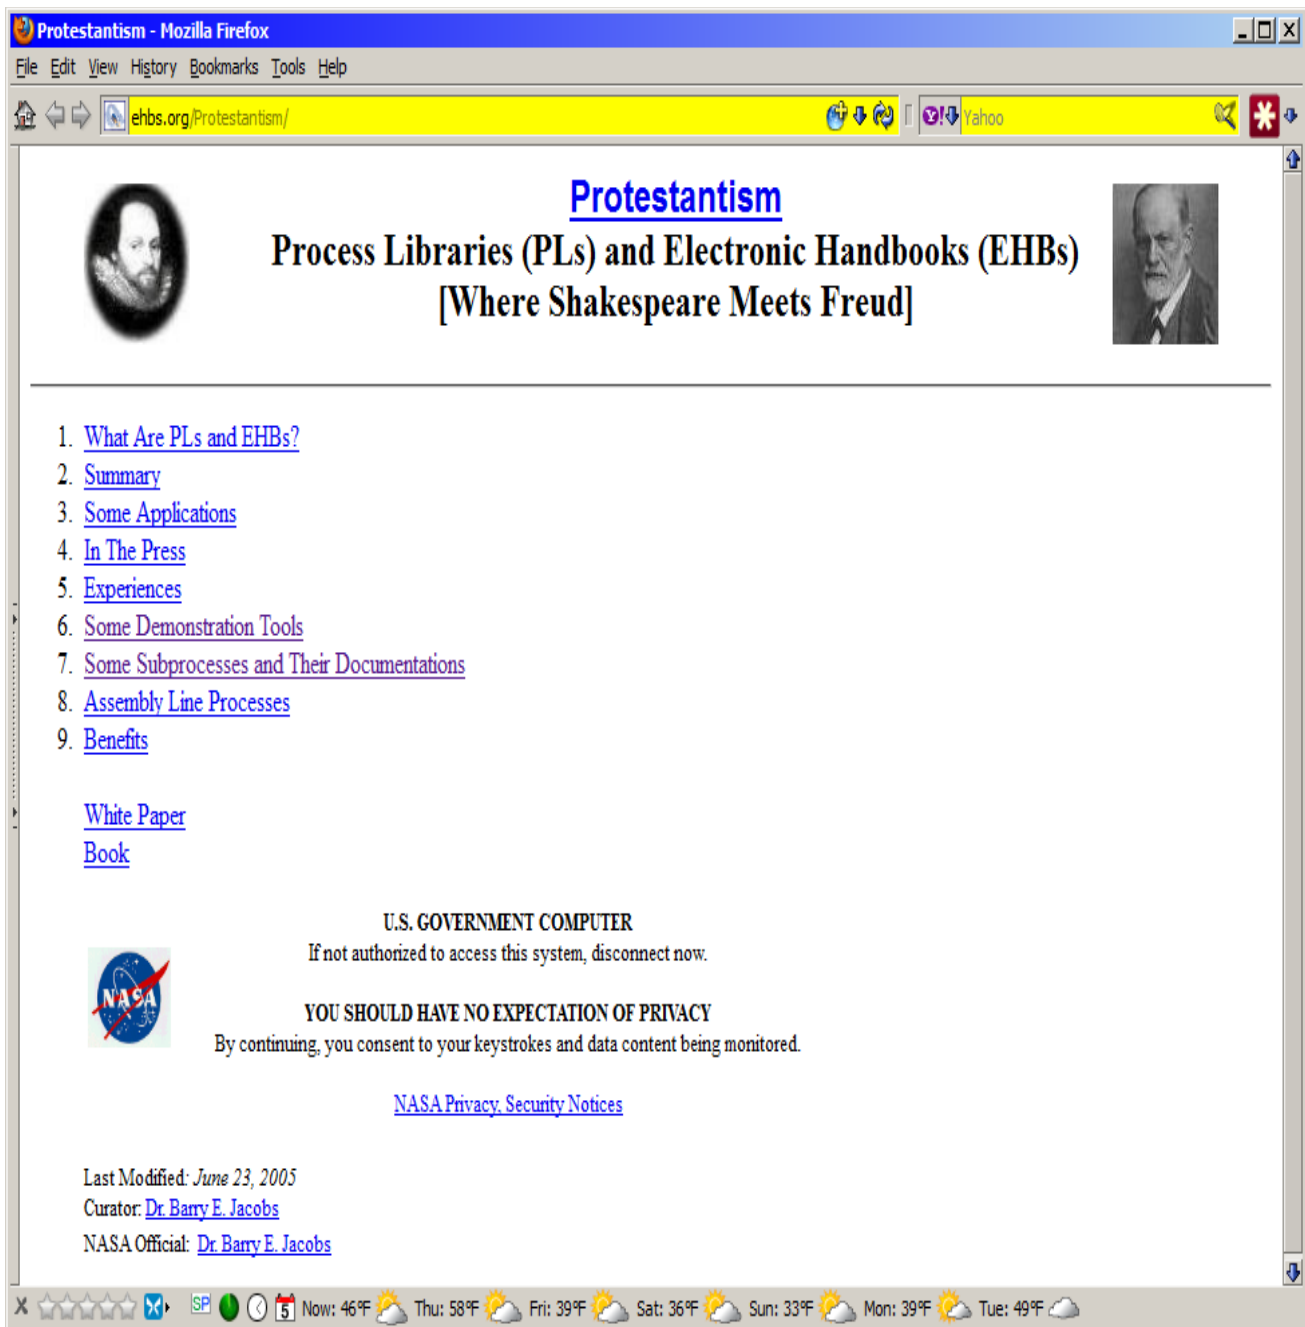 Protestantism - Mozilla Firefox
File Edit View History Bookmarks Tools Help
ehbs.org/Protestantism/ Y! Yahoo
Protestantism
Process Libraries (PLs) and Electronic Handbooks (EHBs)
[Where Shakespeare Meets Freud]
1. What Are PLs and EHBs?
2. Summary
3. Some Applications
4. In The Press
5. Experiences
6. Some Demonstration Tools
7. Some Subprocesses and Their Documentations
8. Assembly Line Processes
9. Benefits
White Paper
Book
U.S. GOVERNMENT COMPUTER
If not authorized to access this system, disconnect now.
NASA
YOU SHOULD HAVE NO EXPECTATION OF PRIVACY
By continuing, you consent to your keystrokes and data content being monitored.
NASA Privacy, Security Notices
Last Modified: June 23, 2005
Curator: Dr. Barry E. Jacobs
NASA Official: Dr. Barry E. Jacobs
SP 5 Now: 46°F Thu: 58°F Fri: 39°F Sat: 36°F Sun: 33°F Mon: 39°F Tue: 49°F